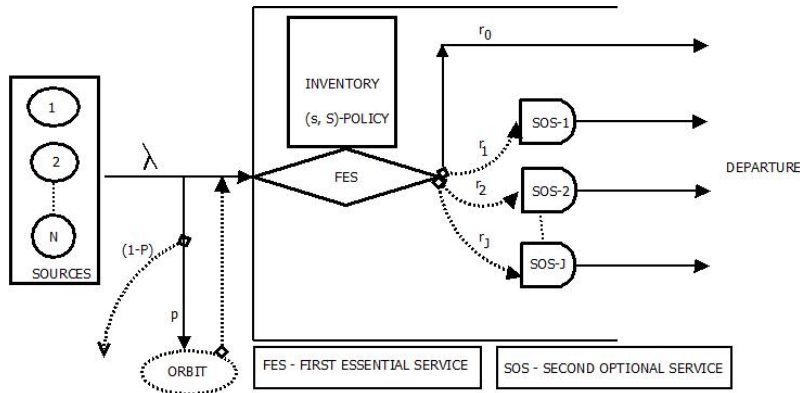 r0
INVENTORY
(s, S)-POLICY
1
2
N
SOURCES
λ
FES
r1
r2
rJ
SOS-1
SOS-2
SOS-J
DEPARTURE
(1-P)
p
ORBIT
FES - FIRST ESSENTIAL SERVICE
SOS - SECOND OPTIONAL SERVICE